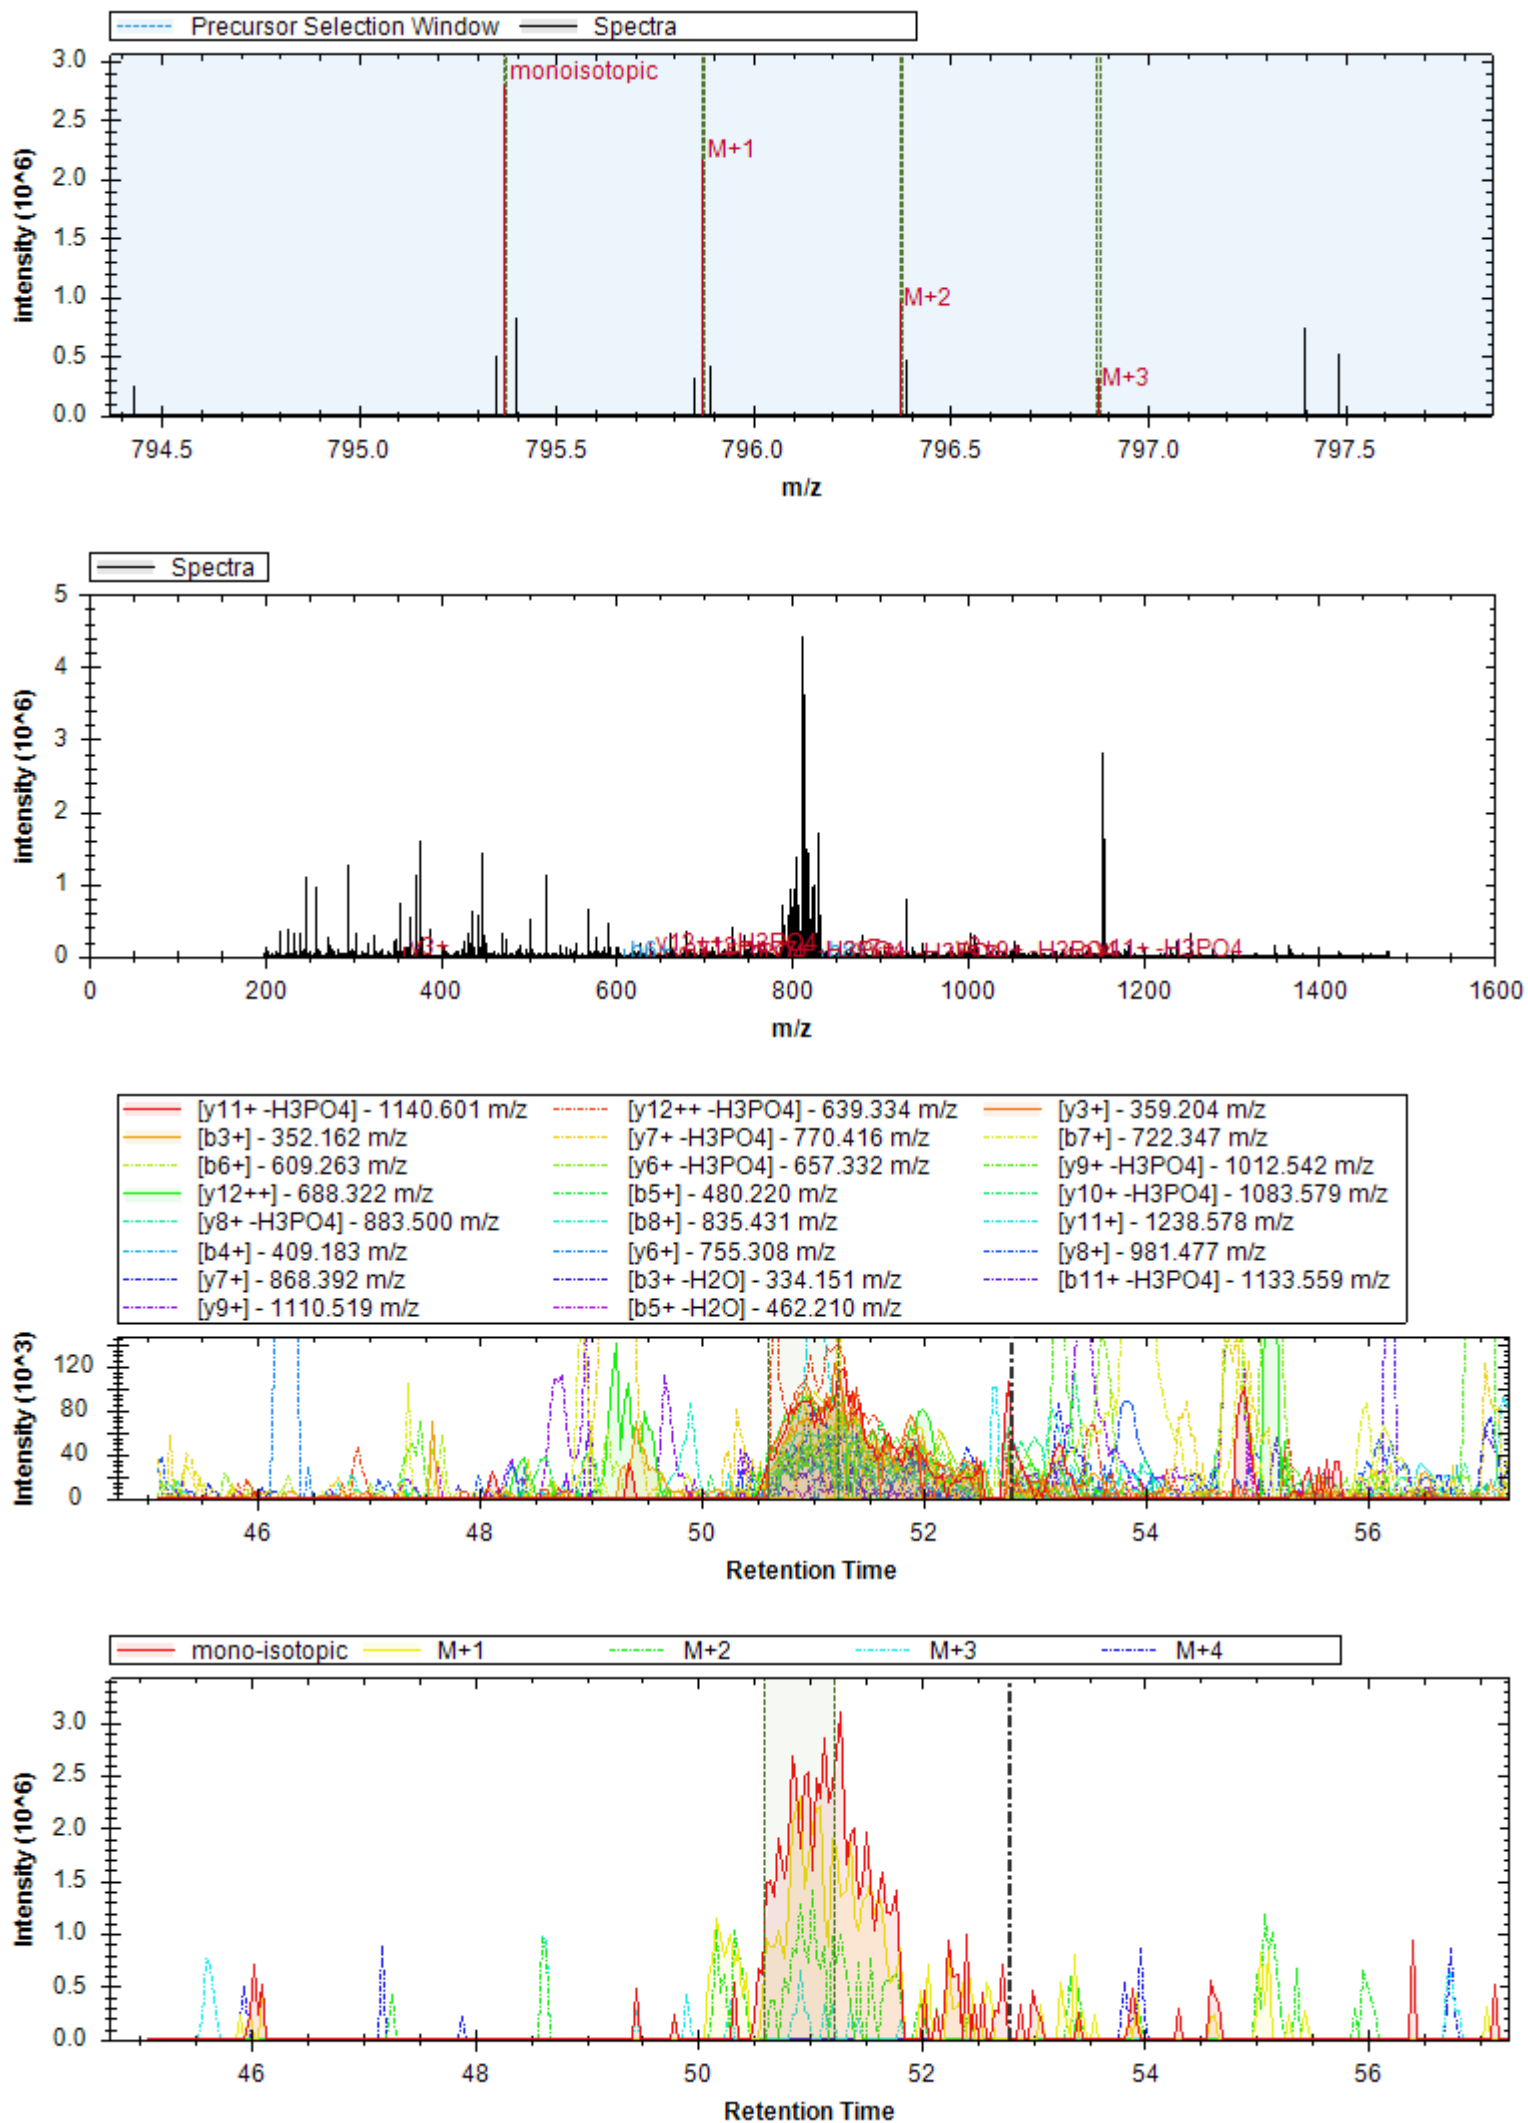 Precursor Selection Window Spectra
3.0
2.5
2.0
1.5
1.0
0.5
0.0
intensity (10^6)
monoisotopic
M+1
M+2
M+3
794.5 795.0 795.5 796.0 796.5 797.0 797.5
m/z
Spectra
5
4
3
2
1
0
intensity (10^6)
y3+
b6+
y12++ -H3PO4
y11+ -H3PO4
0 200 400 600 800 1000 1200 1400 1600
m/z
[y11+ -H3PO4] - 1140.601 m/z [y12++ -H3PO4] - 639.334 m/z [y3+] - 359.204 m/z
[b3+] - 352.162 m/z [y7+ -H3PO4] - 770.416 m/z [b7+] - 722.347 m/z
[b6+] - 609.263 m/z [y6+ -H3PO4] - 657.332 m/z [y9+ -H3PO4] - 1012.542 m/z
[y12++] - 688.322 m/z [b5+] - 480.220 m/z [y10+ -H3PO4] - 1083.579 m/z
[y8+ -H3PO4] - 883.500 m/z [b8+] - 835.431 m/z [y11+] - 1238.578 m/z
[b4+] - 409.183 m/z [y6+] - 755.308 m/z [y8+] - 981.477 m/z
[y7+] - 868.392 m/z [b3+ -H2O] - 334.151 m/z [b11+ -H3PO4] - 1133.559 m/z
[y9+] - 1110.519 m/z [b5+ -H2O] - 462.210 m/z
120
80
40
0
Intensity (10^3)
46 48 50 52 54 56
Retention Time
mono-isotopic M+1 M+2 M+3 M+4
3.0
2.5
2.0
1.5
1.0
0.5
0.0
Intensity (10^6)
46 48 50 52 54 56
Retention Time